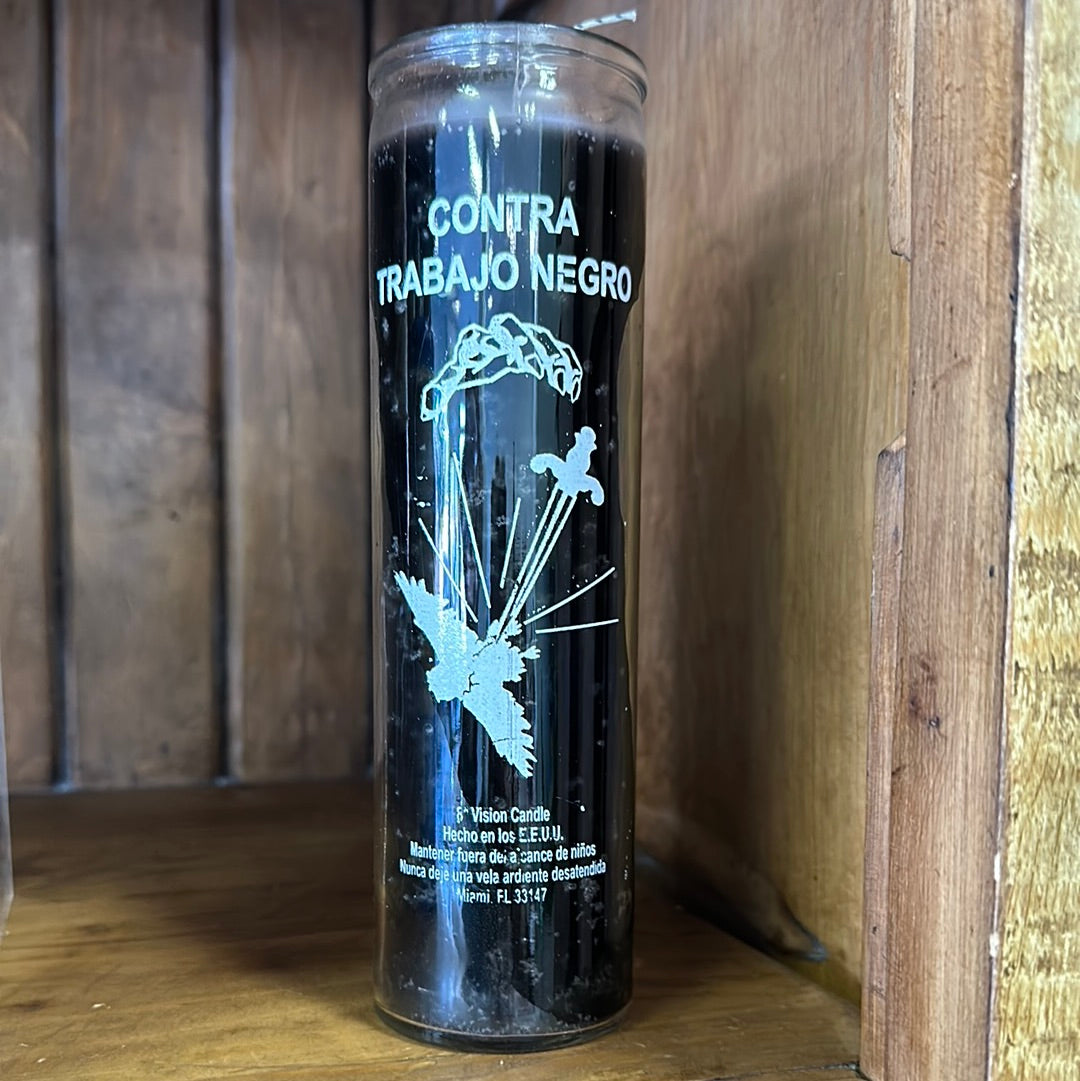 CONTRA
TRABAJO NEGRO
8ª Vision Candle
Hecho en los E.E.U.U.
Mantener fuera del alcance de niños
Nunca deje una vela ardiente desatendida
Miami, FL 33147